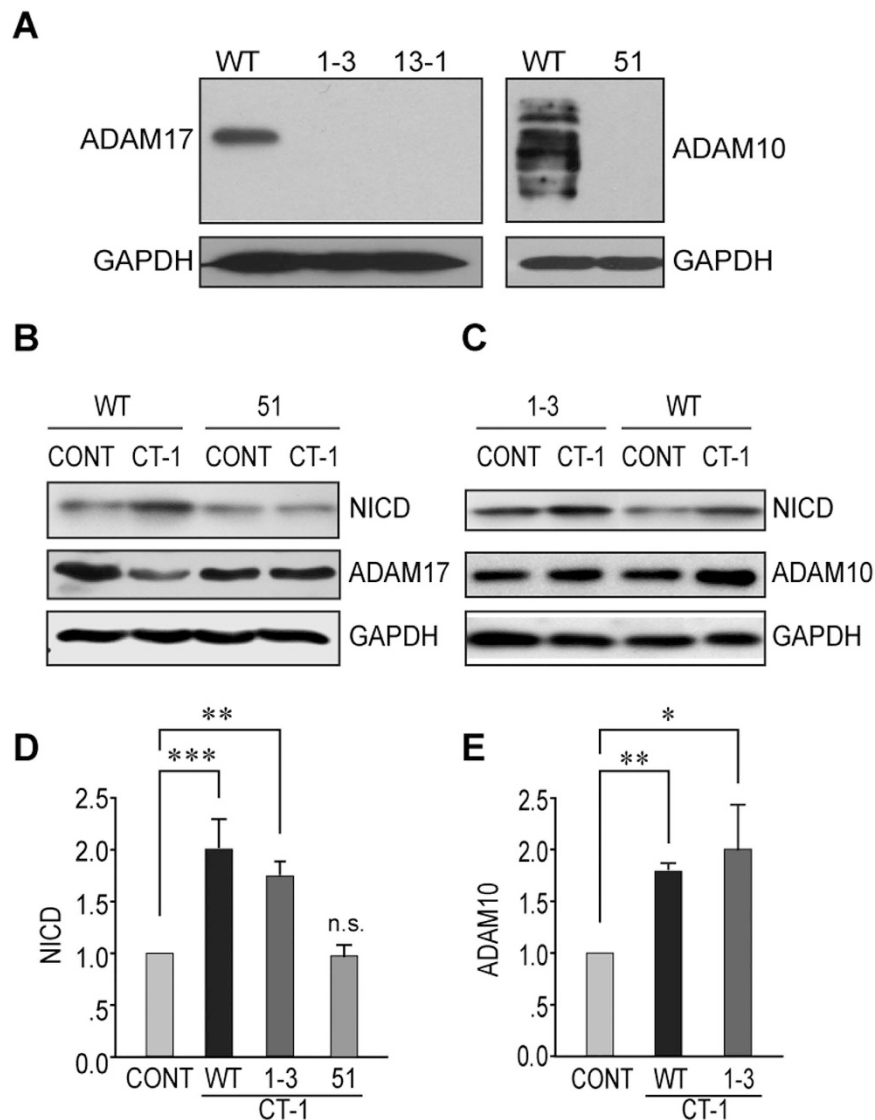 A
WT 1-3 13-1 WT 51
ADAM17 ADAM10
GAPDH GAPDH
B C
WT 51 1-3 WT
CONT CT-1 CONT CT-1 CONT CT-1 CONT CT-1
NICD NICD
ADAM17 ADAM10
GAPDH GAPDH
D E
** *
*** **
2.5 2.5
2.0 2.0
1.5 1.5
n.s.
1.0 1.0
.5 .5
0.0 0.0
NICD ADAM10
CONT WT 1-3 51 CONT WT 1-3
CT-1 CT-1